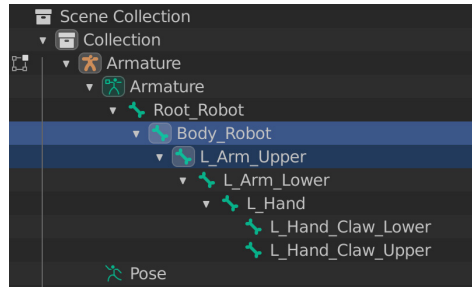 Scene Collection
Collection
Armature
Armature
Root_Robot
Body_Robot
L_Arm_Upper
L_Arm_Lower
L_Hand
L_Hand_Claw_Lower
L_Hand_Claw_Upper
Pose